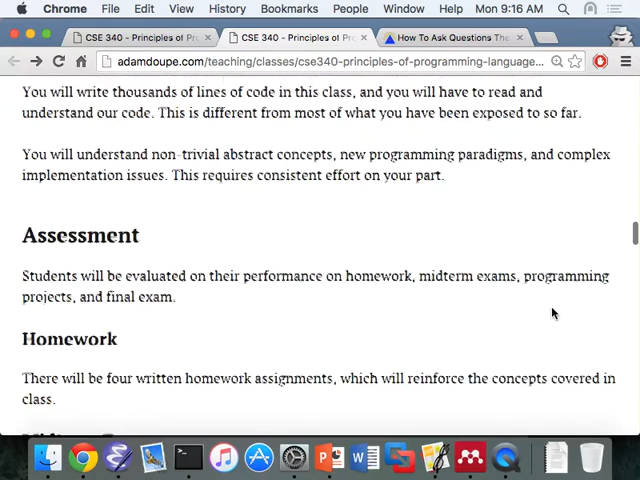 Chrome File Edit View History Bookmarks People Window Help Mon 9:16 AM
CSE 340 - Principles of Pr CSE 340 - Principles of Pr How To Ask Questions The
adamdoupe.com/teaching/classes/cse340-principles-of-programming-language...
You will write thousands of lines of code in this class, and you will have to read and
understand our code. This is different from most of what you have been exposed to so far.
You will understand non-trivial abstract concepts, new programming paradigms, and complex
implementation issues. This requires consistent effort on your part.
Assessment
Students will be evaluated on their performance on homework, midterm exams, programming
projects, and final exam.
Homework
There will be four written homework assignments, which will reinforce the concepts covered in
class.